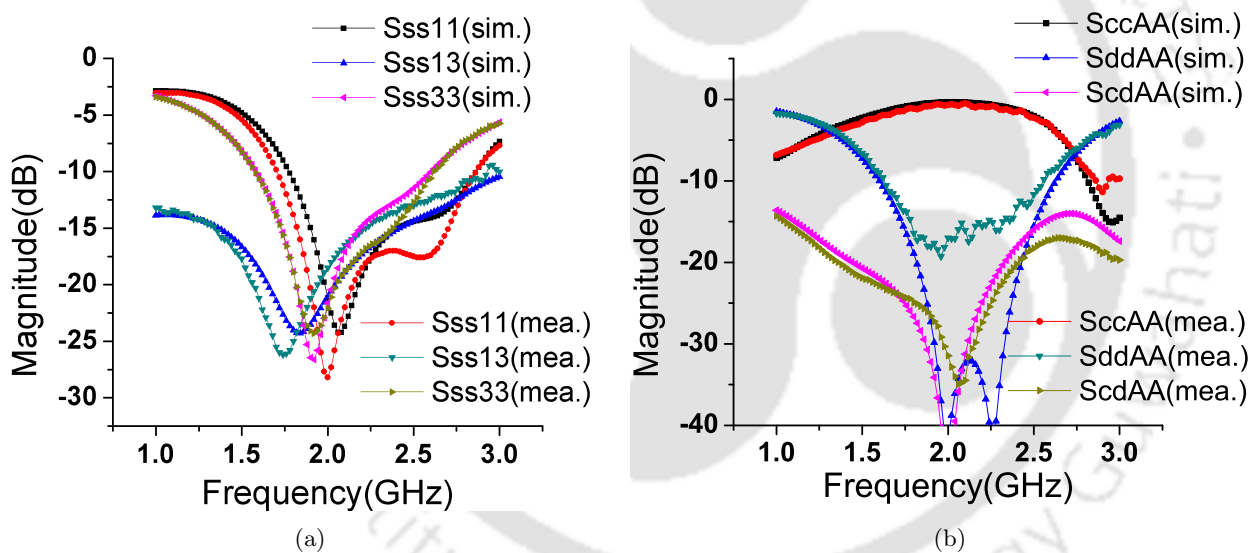 Sss11(sim.)
Sss13(sim.)
Sss33(sim.)
0
-5
-10
-15
-20
-25
-30
Magnitude(dB)
Sss11(mea.)
Sss13(mea.)
Sss33(mea.)
1.0 1.5 2.0 2.5 3.0
Frequency(GHz)
(a)
SccAA(sim.)
SddAA(sim.)
ScdAA(sim.)
0
-10
-20
-30
-40
Magnitude(dB)
SccAA(mea.)
SddAA(mea.)
ScdAA(mea.)
1.0 1.5 2.0 2.5 3.0
Frequency(GHz)
(b)